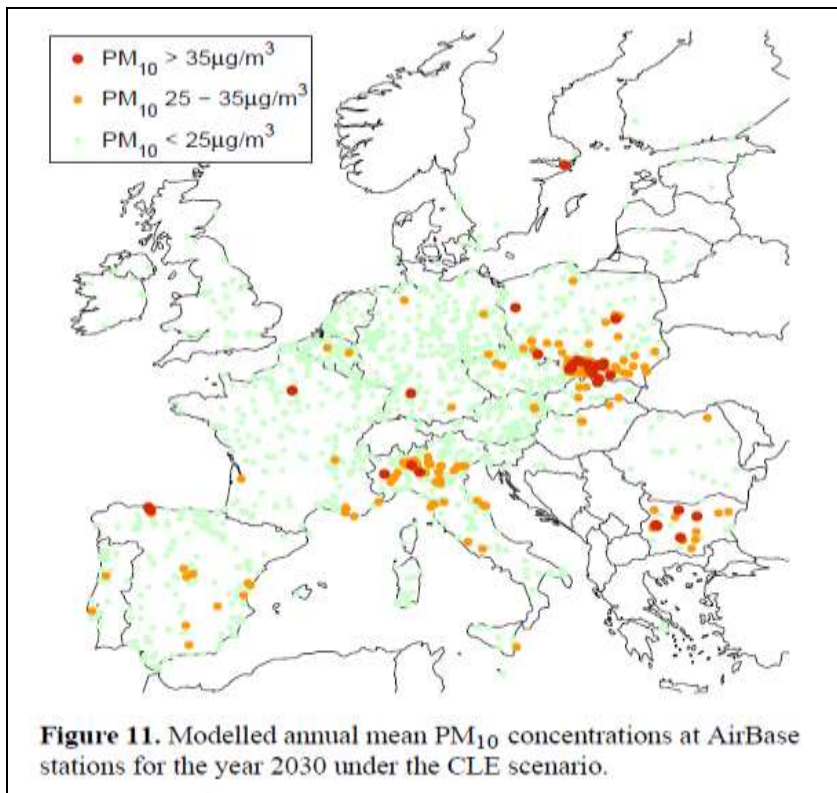 PM₁₀ > 35μg/m³
PM₁₀ 25 – 35μg/m³
PM₁₀ < 25μg/m³
Figure 11. Modelled annual mean PM₁₀ concentrations at AirBase
stations for the year 2030 under the CLE scenario.